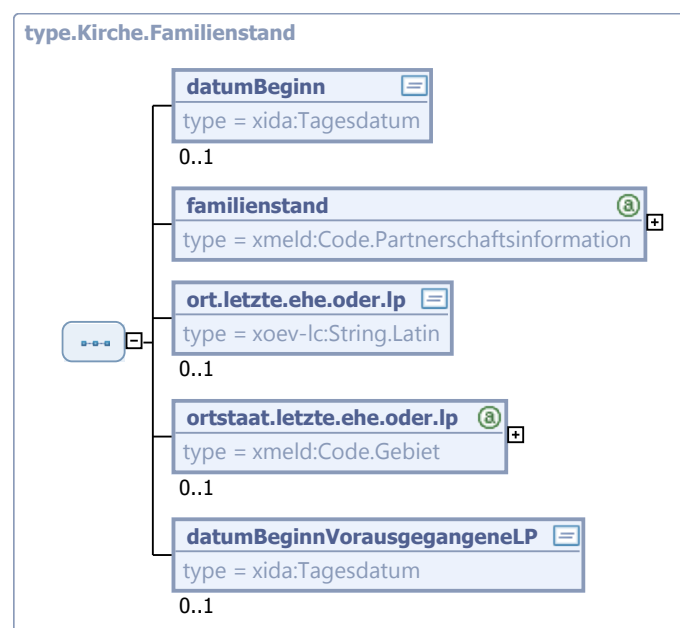 type.Kirche.Familienstand
datumBeginn
type = xida:Tagesdatum
0..1
familienstand
type = xmeld:Code.Partnerschaftsinformation
ort.letzte.ehe.oder.lp
type = xoev-lc:String.Latin
0..1
ortstaat.letzte.ehe.oder.lp
type = xmeld:Code.Gebiet
0..1
datumBeginnVorausgegangeneLP
type = xida:Tagesdatum
0..1